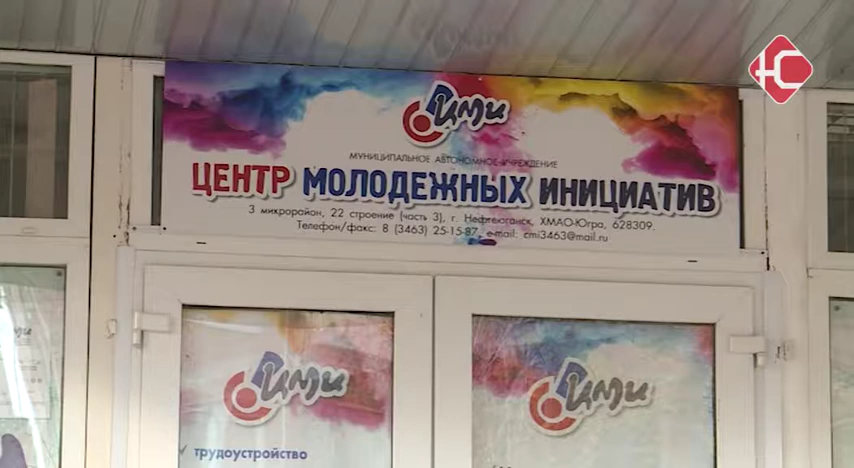 ЮС
ЦМИ
МУНИЦИПАЛЬНОЕ АВТОНОМНОЕ УЧРЕЖДЕНИЕ
ЦЕНТР МОЛОДЕЖНЫХ ИНИЦИАТИВ
3 микрорайон, 22 строение (часть 3), г. Нефтеюганск, ХМАО-Югра, 628309.
Телефон/факс: 8 (3463) 25-15-87, e-mail: cmi3463@mail.ru
ЦМИ
ЦМИ
✓ трудоустройство